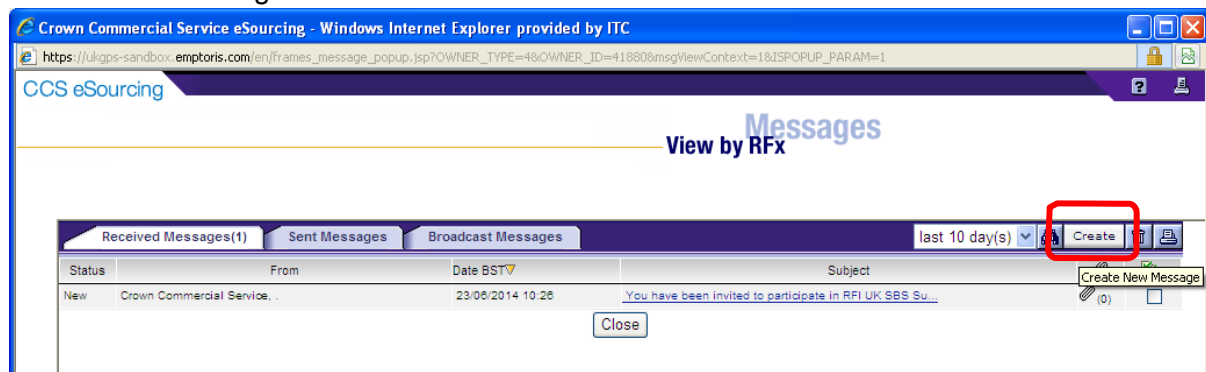 Crown Commercial Service eSourcing - Windows Internet Explorer provided by ITC
https://ukgps-sandbox.emptoris.com/en/frames_message_popup.jsp?OWNER_TYPE=4&OWNER_ID=41880&msgViewContext=1&ISPOPUP_PARAM=1
CCS eSourcing
Messages
View by RFx
Received Messages(1) Sent Messages Broadcast Messages last 10 day(s) Create
Status From Date BST Subject
Create New Message
New Crown Commercial Service, . 23/06/2014 10:26 You have been invited to participate in RFI UK SBS Su... (0)
Close